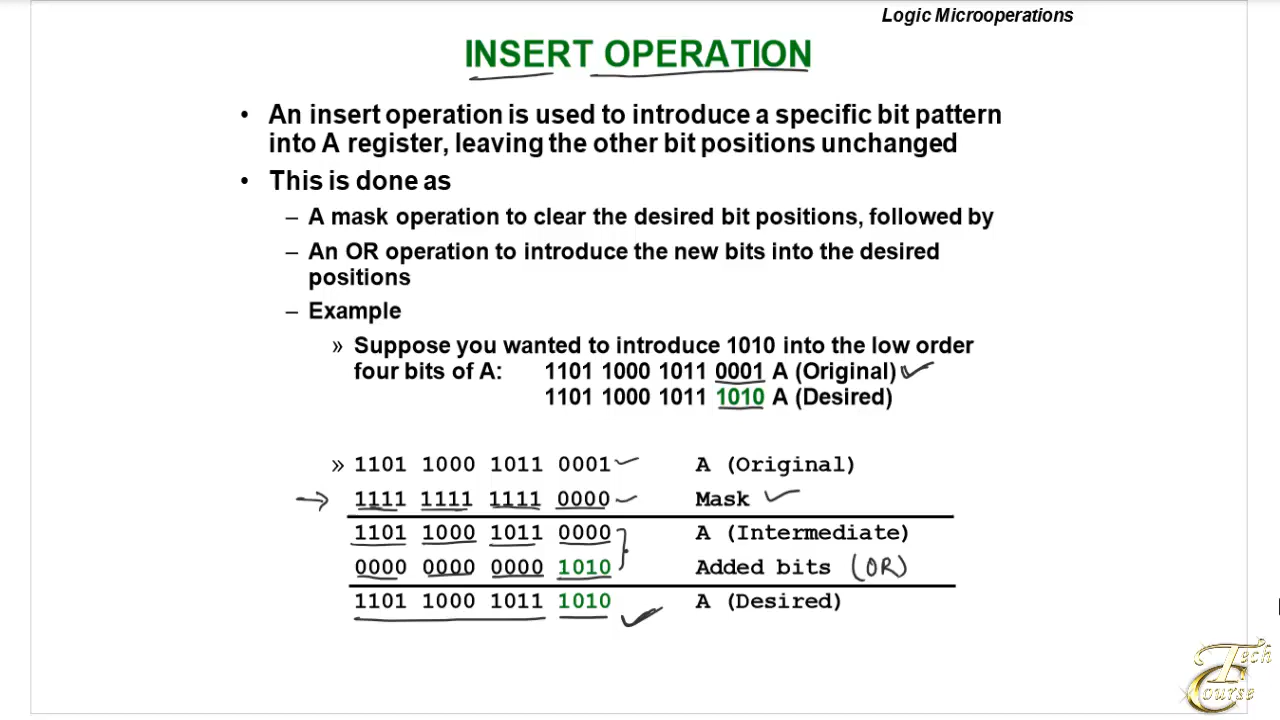 Logic Microoperations
INSERT OPERATION
• An insert operation is used to introduce a specific bit pattern
into A register, leaving the other bit positions unchanged
• This is done as
– A mask operation to clear the desired bit positions, followed by
– An OR operation to introduce the new bits into the desired
positions
– Example
» Suppose you wanted to introduce 1010 into the low order
four bits of A: 1101 1000 1011 0001 A (Original)
1101 1000 1011 1010 A (Desired)
» 1101 1000 1011 0001 A (Original)
1111 1111 1111 0000 Mask
1101 1000 1011 0000 A (Intermediate)
0000 0000 0000 1010 Added bits (OR)
1101 1000 1011 1010 A (Desired)
Tech
Course